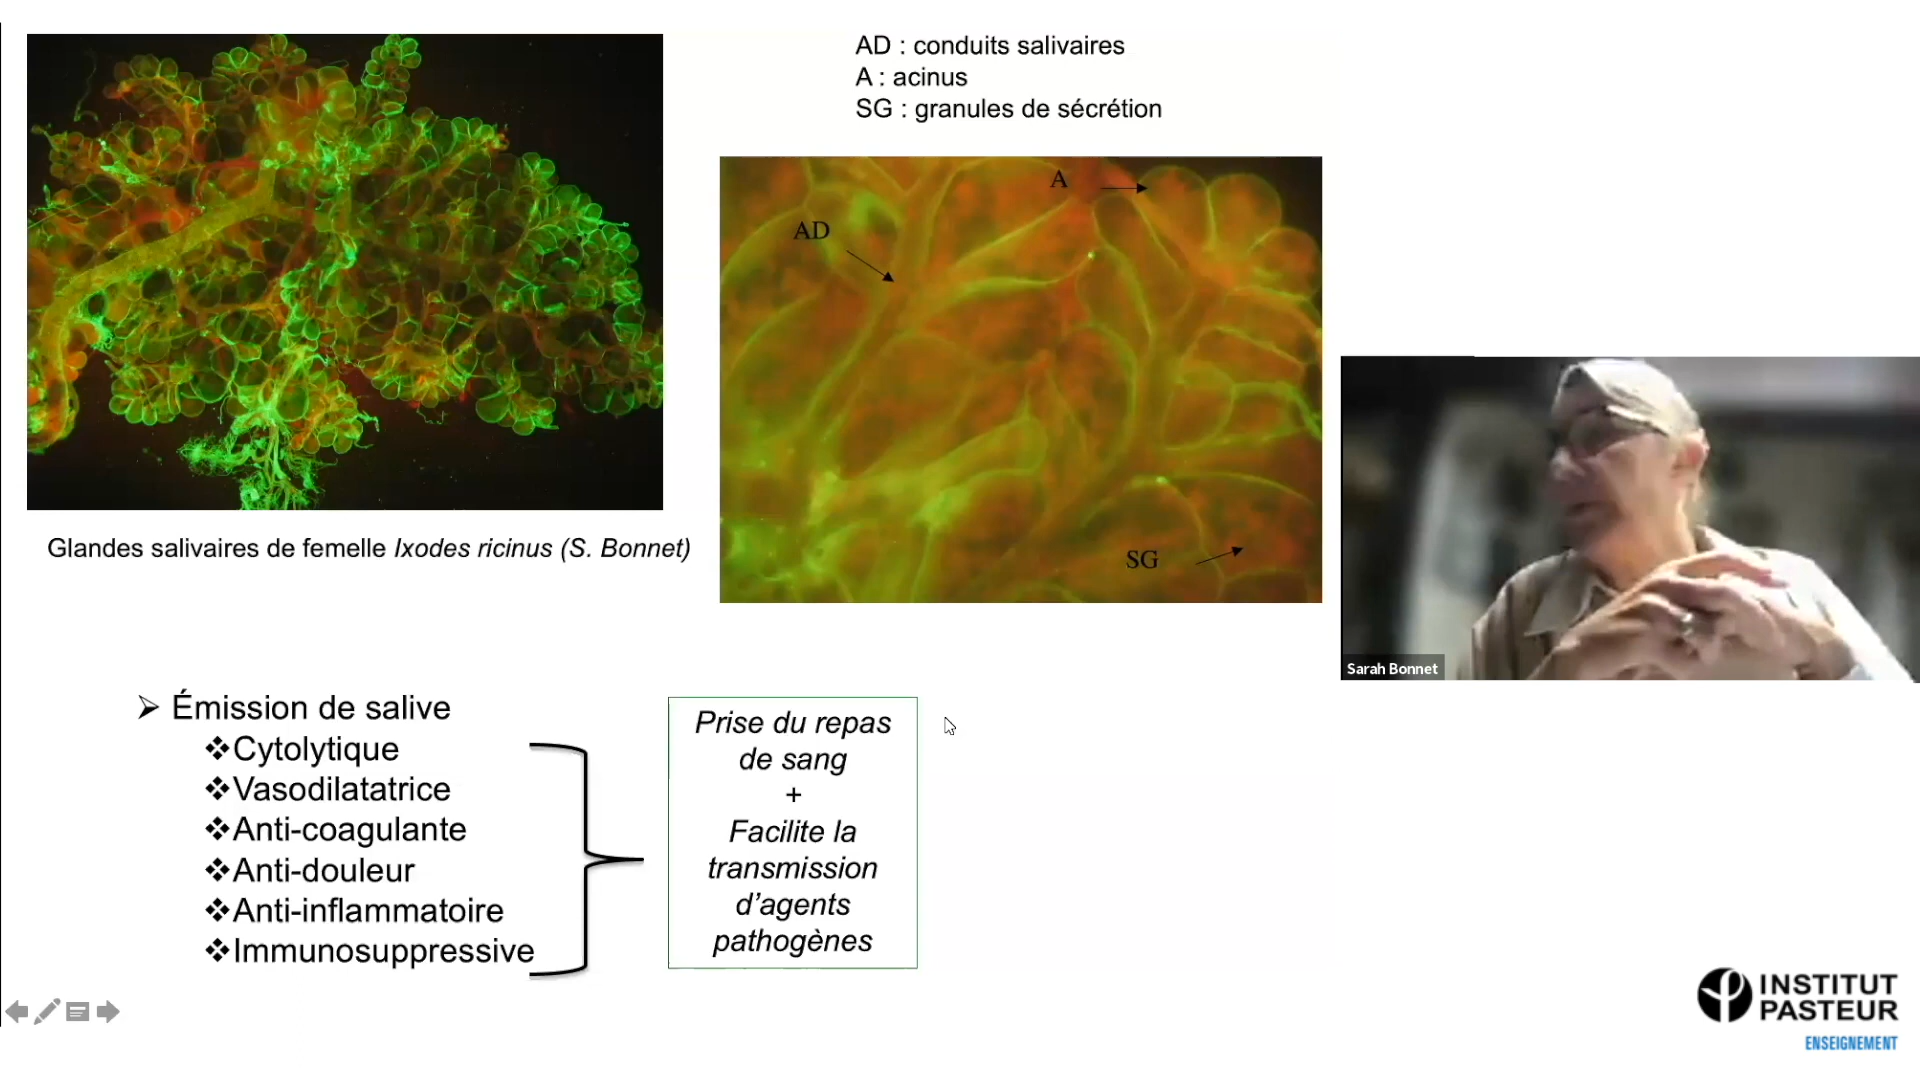 AD : conduits salivaires
A : acinus
SG : granules de sécrétion
A
AD
SG
Glandes salivaires de femelle Ixodes ricinus (S. Bonnet)
Sarah Bonnet
Émission de salive
Cytolytique
Vasodilatatrice
Anti-coagulante
Anti-douleur
Anti-inflammatoire
Immunosuppressive
Prise du repas
de sang
+
Facilite la
transmission
d’agents
pathogènes
INSTITUT
PASTEUR
ENSEIGNEMENT